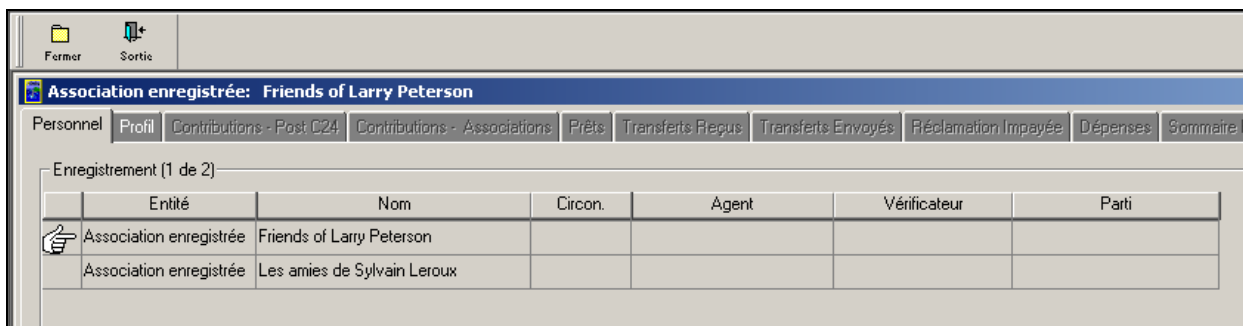 Fermer Sortie
Association enregistrée: Friends of Larry Peterson
Personnel Profil Contributions - Post C24 Contributions - Associations Prêts Transferts Reçus Transferts Envoyés Réclamation Impayée Dépenses Sommaire
Enregistrement (1 de 2)
Entité Nom Circon. Agent Vérificateur Parti
Association enregistrée Friends of Larry Peterson
Association enregistrée Les amies de Sylvain Leroux